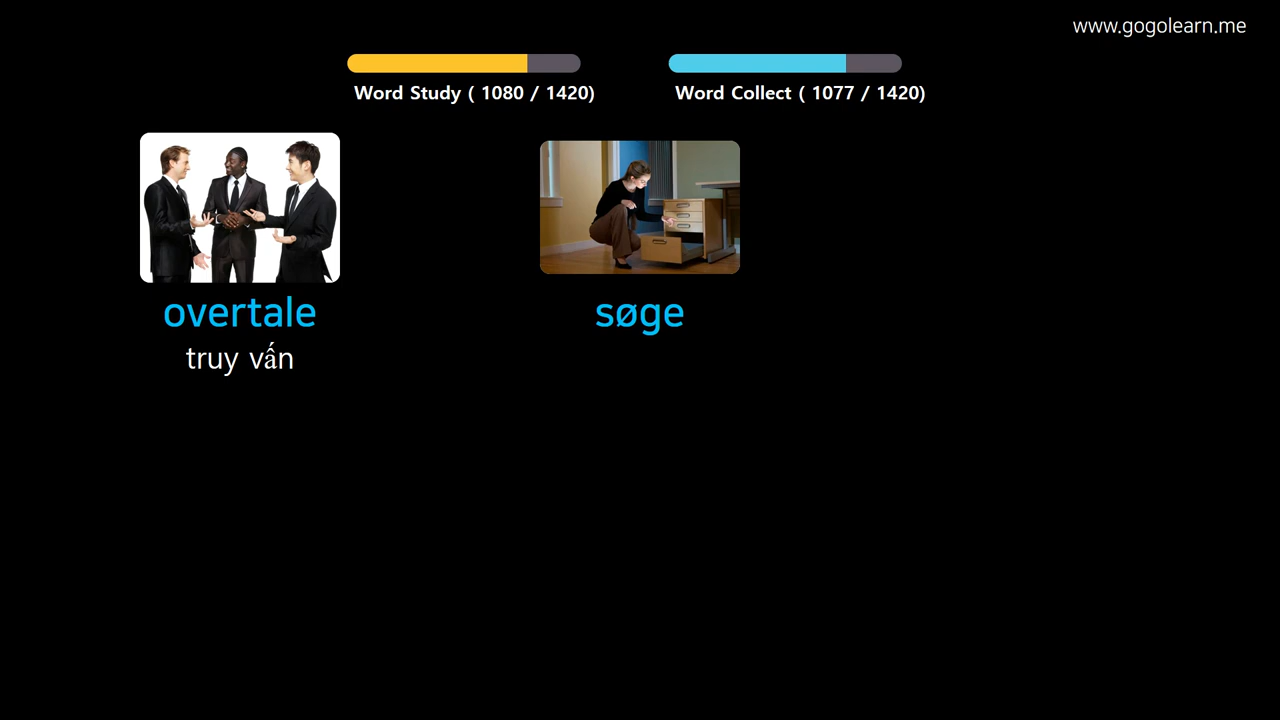 www.gogolearn.me
Word Study ( 1080 / 1420)
Word Collect ( 1077 / 1420)
overtale
søge
truy vấn